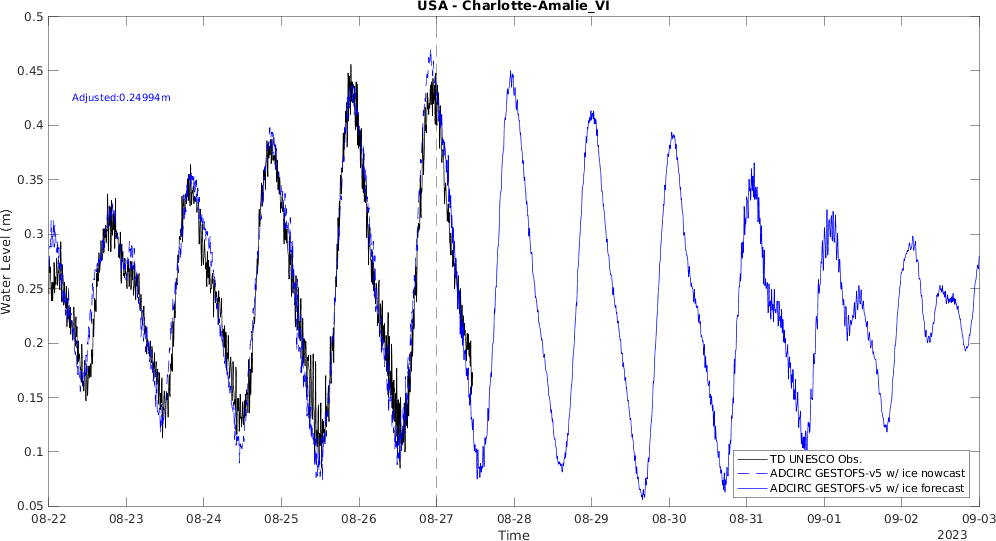 USA - Charlotte-Amalie_VI
0.5
0.45
0.4
0.35
0.3
0.25
0.2
0.15
0.1
0.05
Water Level (m)
Adjusted:0.24994m
TD UNESCO Obs.
ADCIRC GESTOFS-v5 w/ ice nowcast
ADCIRC GESTOFS-v5 w/ ice forecast
08-22 08-23 08-24 08-25 08-26 08-27 08-28 08-29 08-30 08-31 09-01 09-02 09-03
Time
2023